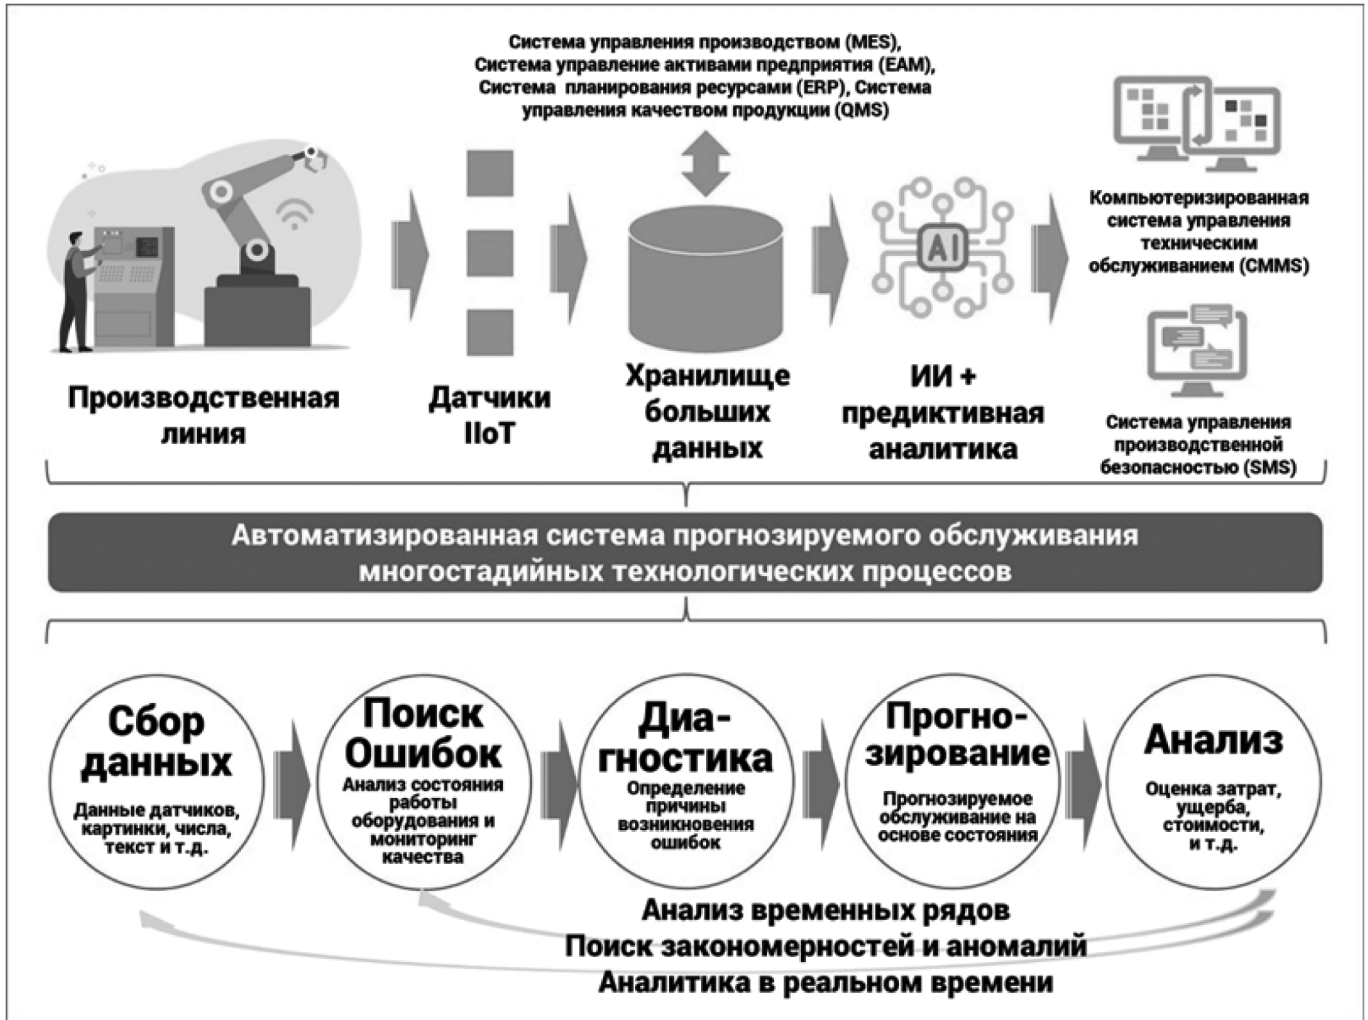 Система управления производством (MES),
Система управление активами предприятия (EAM),
Система планирования ресурсами (ERP), Система
управления качеством продукции (QMS)
AI
Компьютеризированная
система управления
техническим
обслуживанием (CMMS)
Производственная
линия
Датчики
IIoT
Хранилище
больших
данных
ИИ +
предиктивная
аналитика
Система управления
производственной
безопасностью (SMS)
Автоматизированная система прогнозируемого обслуживания
многостадийных технологических процессов
Сбор
данных
Данные датчиков,
картинки, числа,
текст и т.д.
Поиск
Ошибок
Анализ состояния
работы
оборудования и
мониторинг
качества
Диа-
гностика
Определение
причины
возникновения
ошибок
Прогно-
зирование
Прогнозируемое
обслуживание на
основе состояния
Анализ
Оценка затрат,
ущерба,
стоимости,
и т.д.
Анализ временных рядов
Поиск закономерностей и аномалий
Аналитика в реальном времени